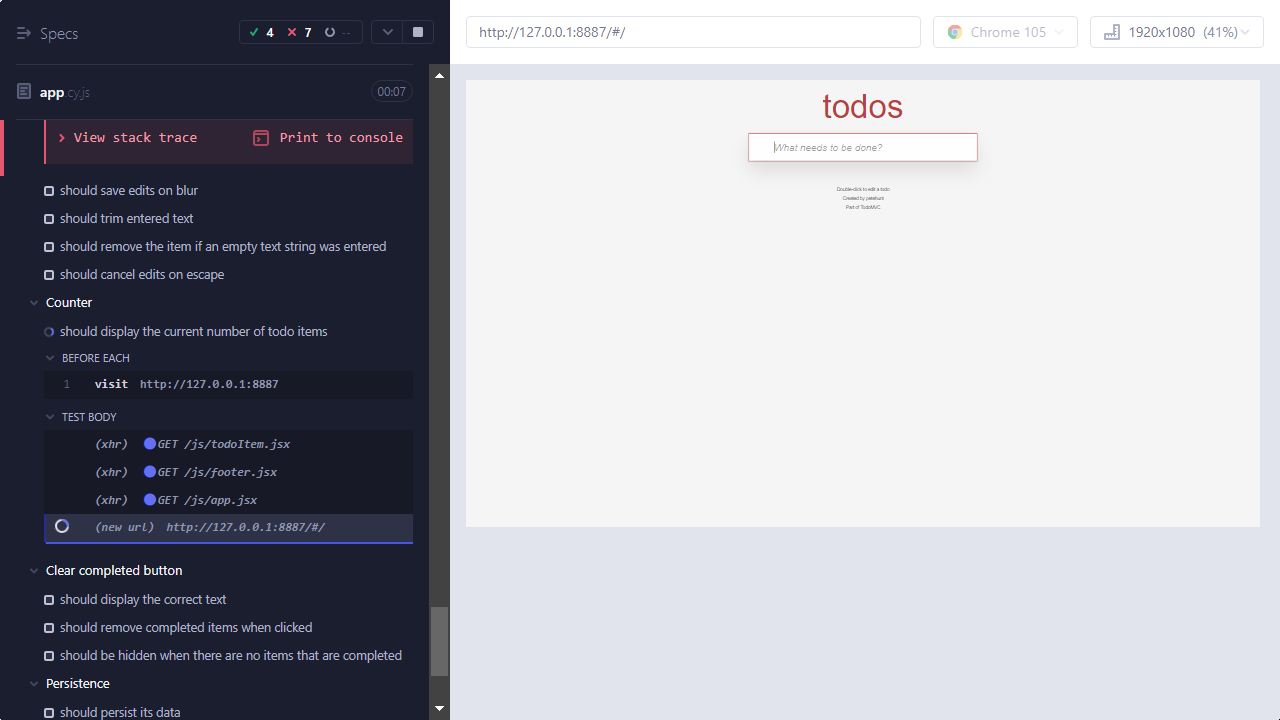 Specs
4 7 --
app.cy.js 00:07
View stack trace Print to console
should save edits on blur
should trim entered text
should remove the item if an empty text string was entered
should cancel edits on escape
Counter
should display the current number of todo items
BEFORE EACH
1 visit http://127.0.0.1:8887
TEST BODY
(xhr) GET /js/todoItem.jsx
(xhr) GET /js/footer.jsx
(xhr) GET /js/app.jsx
(new url) http://127.0.0.1:8887/#/
Clear completed button
should display the correct text
should remove completed items when clicked
should be hidden when there are no items that are completed
Persistence
should persist its data
http://127.0.0.1:8887/#/
Chrome 105
1920x1080 (41%)
todos
What needs to be done?
Double-click to edit a todo
Created by petehunt
Part of TodoMVC